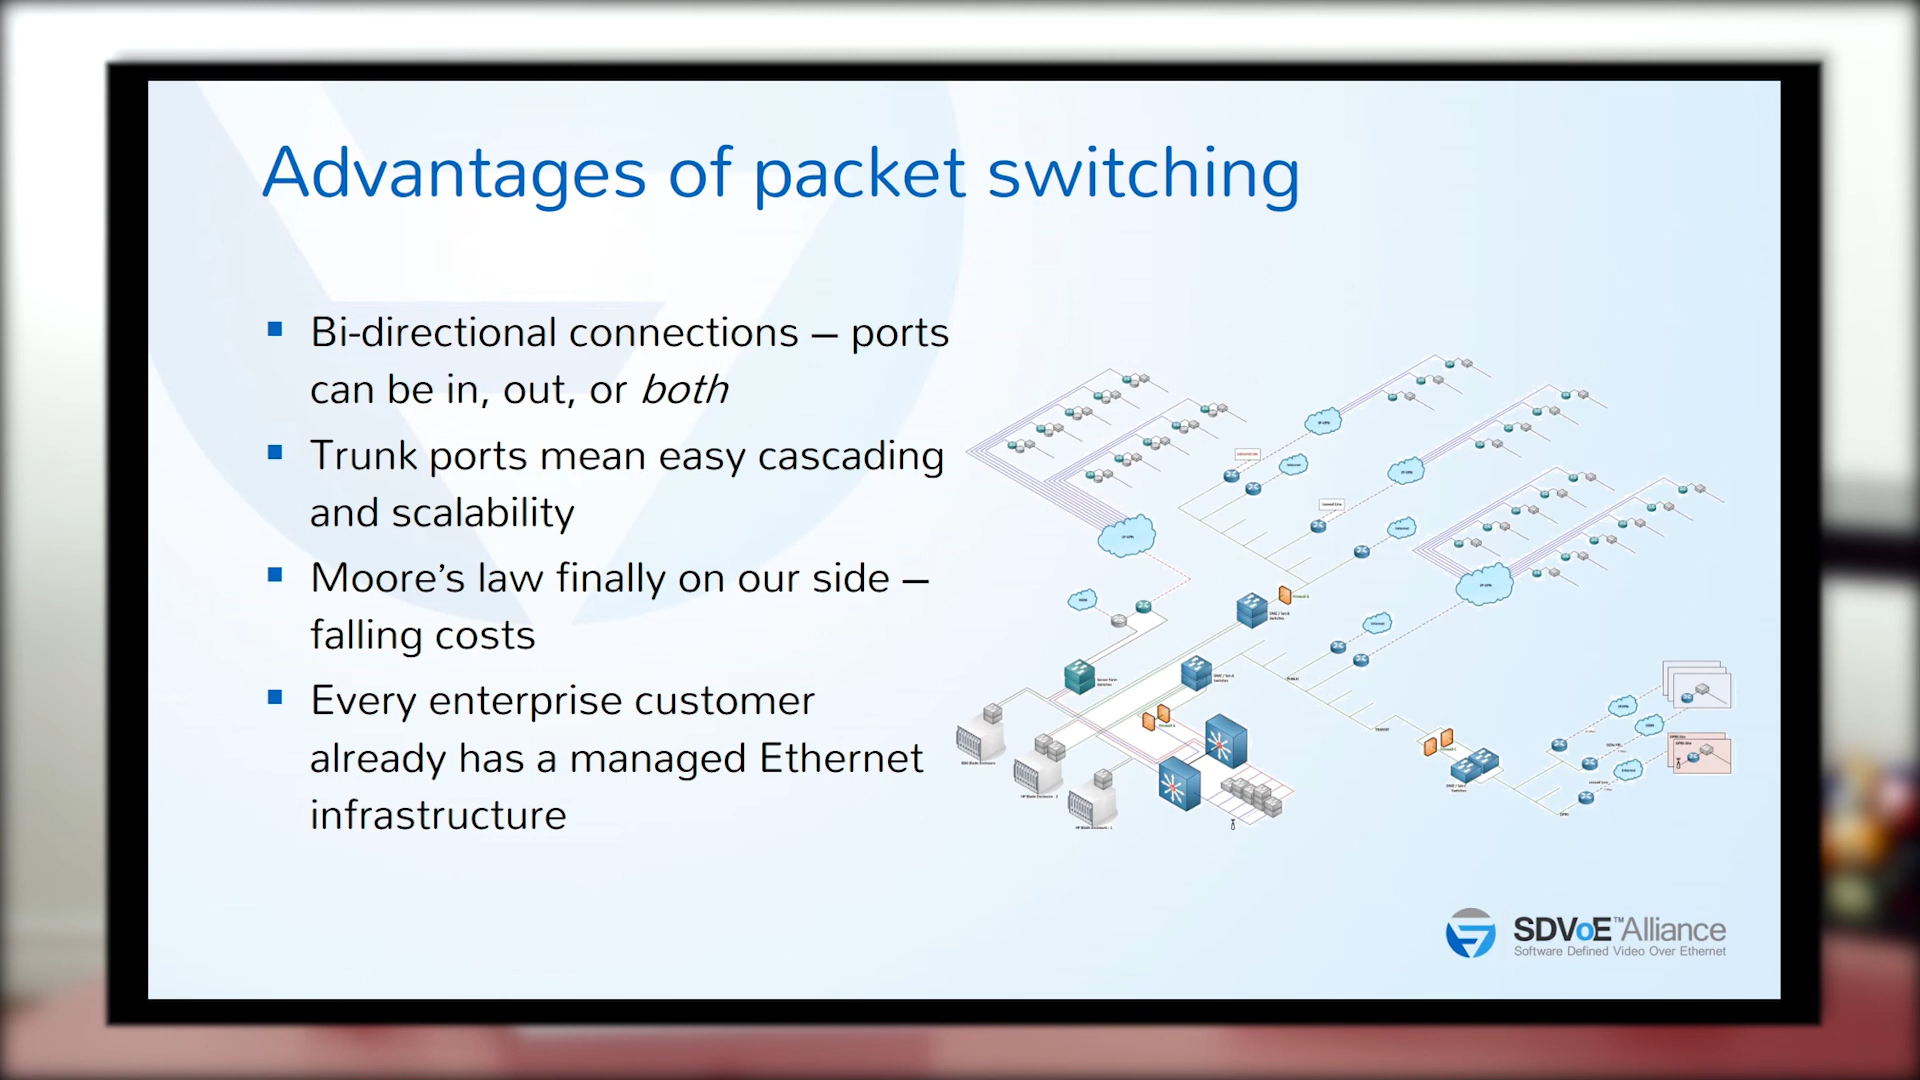 Advantages of packet switching
Bi-directional connections – ports
can be in, out, or both
Trunk ports mean easy cascading
and scalability
Moore's law finally on our side –
falling costs
Every enterprise customer
already has a managed Ethernet
infrastructure
SDVoE™ Alliance
Software Defined Video Over Ethernet